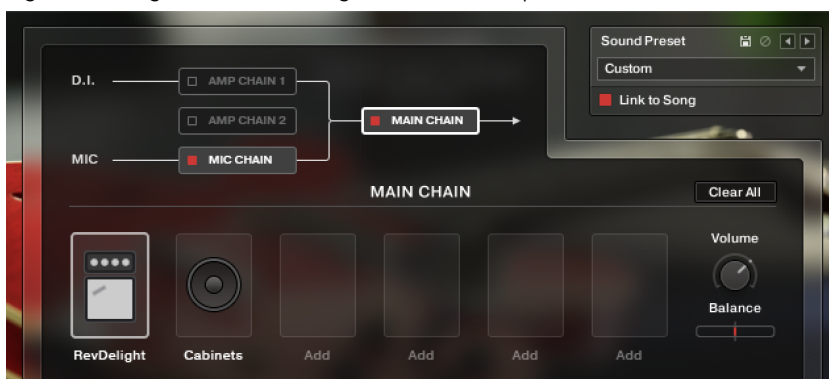 Sound Preset
Custom
Link to Song
D.I.
AMP CHAIN 1
AMP CHAIN 2
MAIN CHAIN
MIC
MIC CHAIN
MAIN CHAIN
Clear All
Volume
Balance
RevDelight Cabinets Add Add Add Add